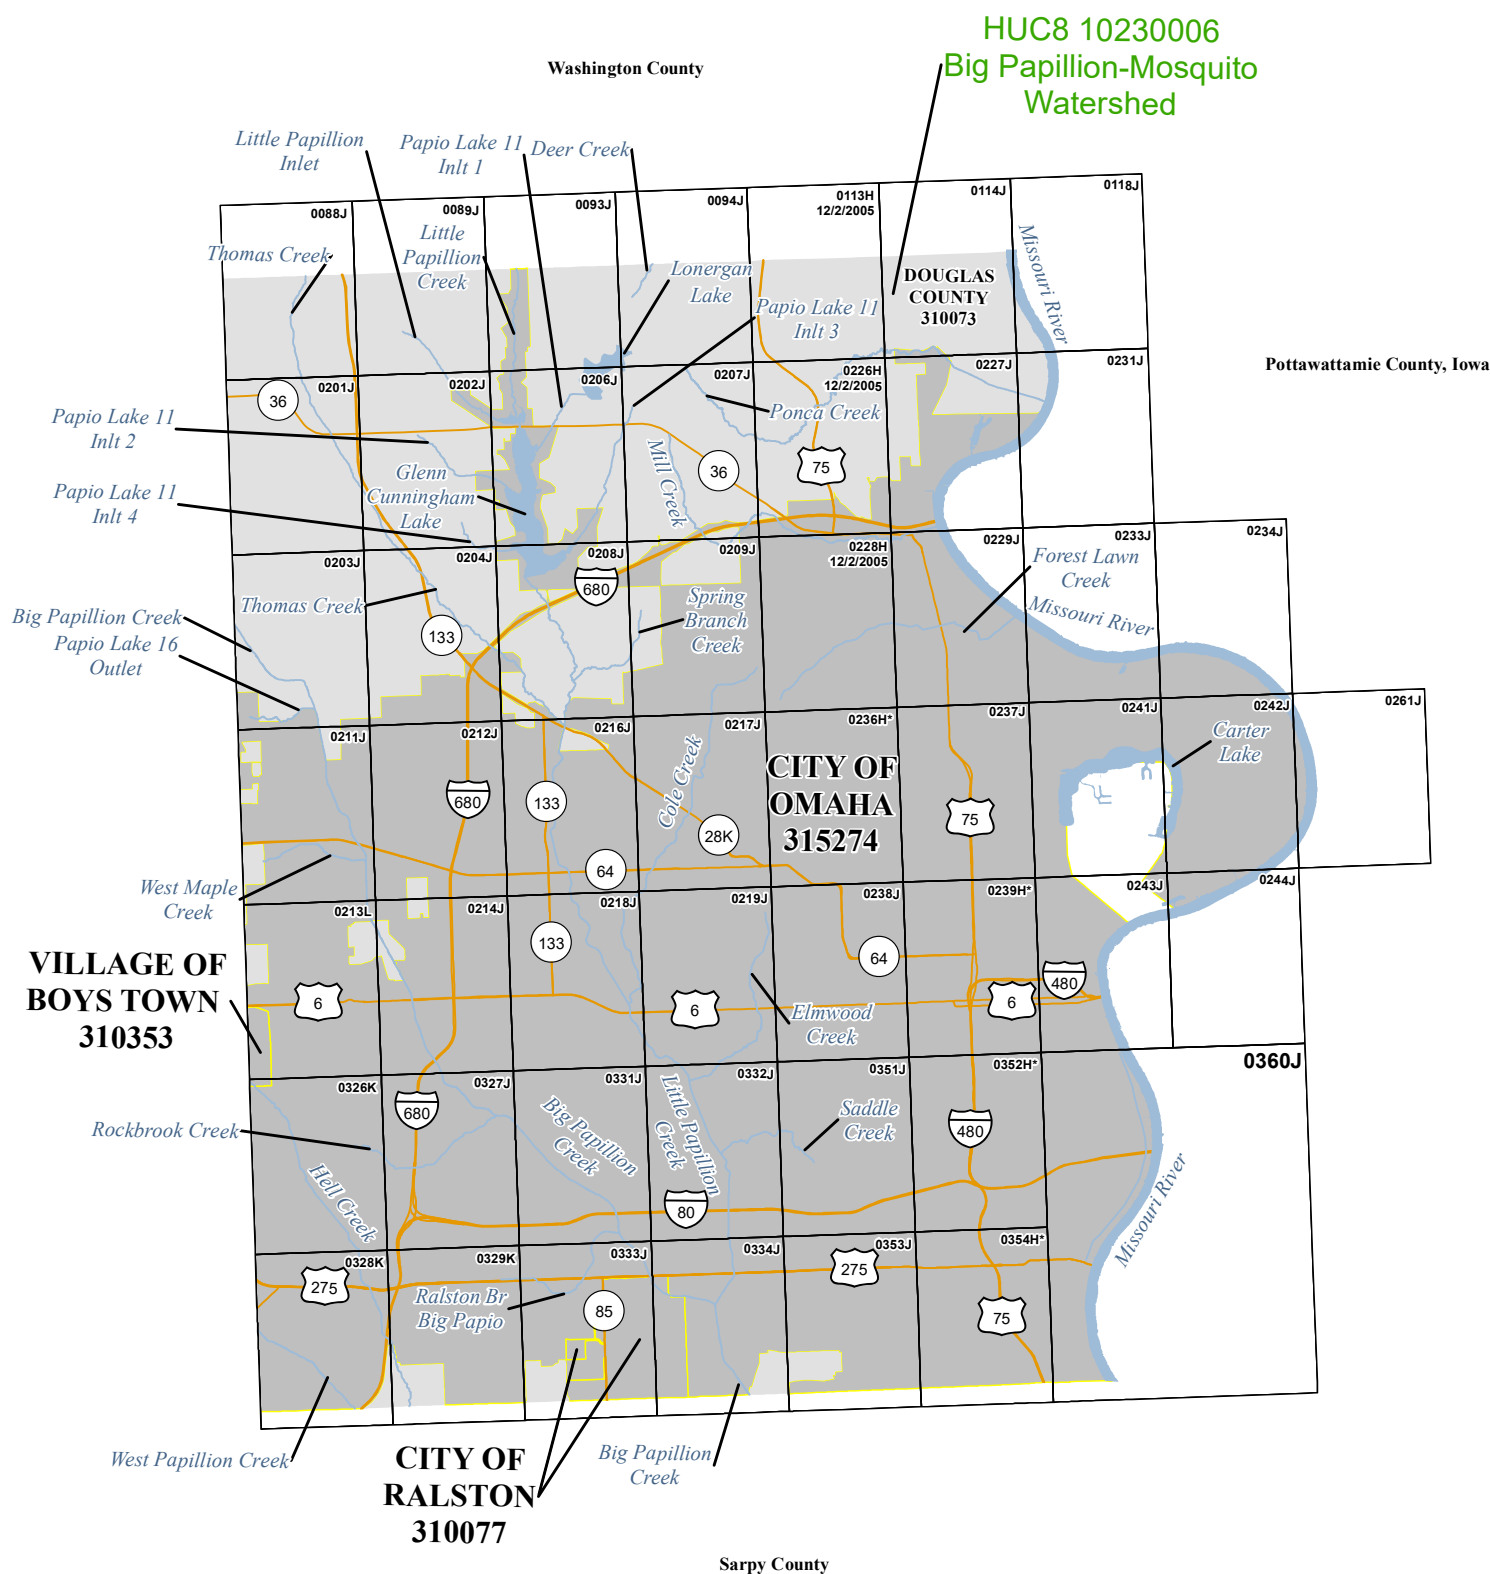 HUC8 10230006
Big Papillion-Mosquito
Watershed
Washington County
Little Papillion
Inlet
Papio Lake 11
Inlt 1
Deer Creek
0088J
0089J
0093J
0094J
0113H
12/2/2005
0114J
0118J
Thomas Creek
Little
Papillion
Creek
Lonergan
Lake
Papio Lake 11
Inlt 3
DOUGLAS
COUNTY
310073
Missouri River
Pottawattamie County, Iowa
0201J
0202J
0206J
0207J
0226H
12/2/2005
0227J
0231J
36
Papio Lake 11
Inlt 2
Ponca Creek
Mill Creek
36
75
Glenn
Cunningham
Lake
Papio Lake 11
Inlt 4
0203J
0204J
0208J
0209J
0228H
12/2/2005
0229J
0233J
0234J
Forest Lawn
Creek
680
Thomas Creek
Spring
Branch
Creek
Missouri River
Big Papillion Creek
Papio Lake 16
Outlet
133
0211J
0212J
0216J
0217J
0236H*
0237J
0241J
0242J
0261J
Carter
Lake
Cole Creek
CITY OF
OMAHA
315274
680
133
28K
75
64
West Maple
Creek
0213L
0214J
0218J
0219J
0238J
0239H*
0243J
0244J
133
64
VILLAGE OF
BOYS TOWN
310353
6
6
6
480
Elmwood
Creek
0326K
0327J
0331J
0332J
0351J
0352H*
0360J
680
Rockbrook Creek
Big Papillion
Creek
Little Papillion
Creek
Saddle
Creek
480
Hell Creek
80
Missouri River
0328K
0329K
0333J
0334J
0353J
0354H*
275
275
Ralston Br
Big Papio
85
75
West Papillion Creek
CITY OF
RALSTON
310077
Big Papillion
Creek
Sarpy County